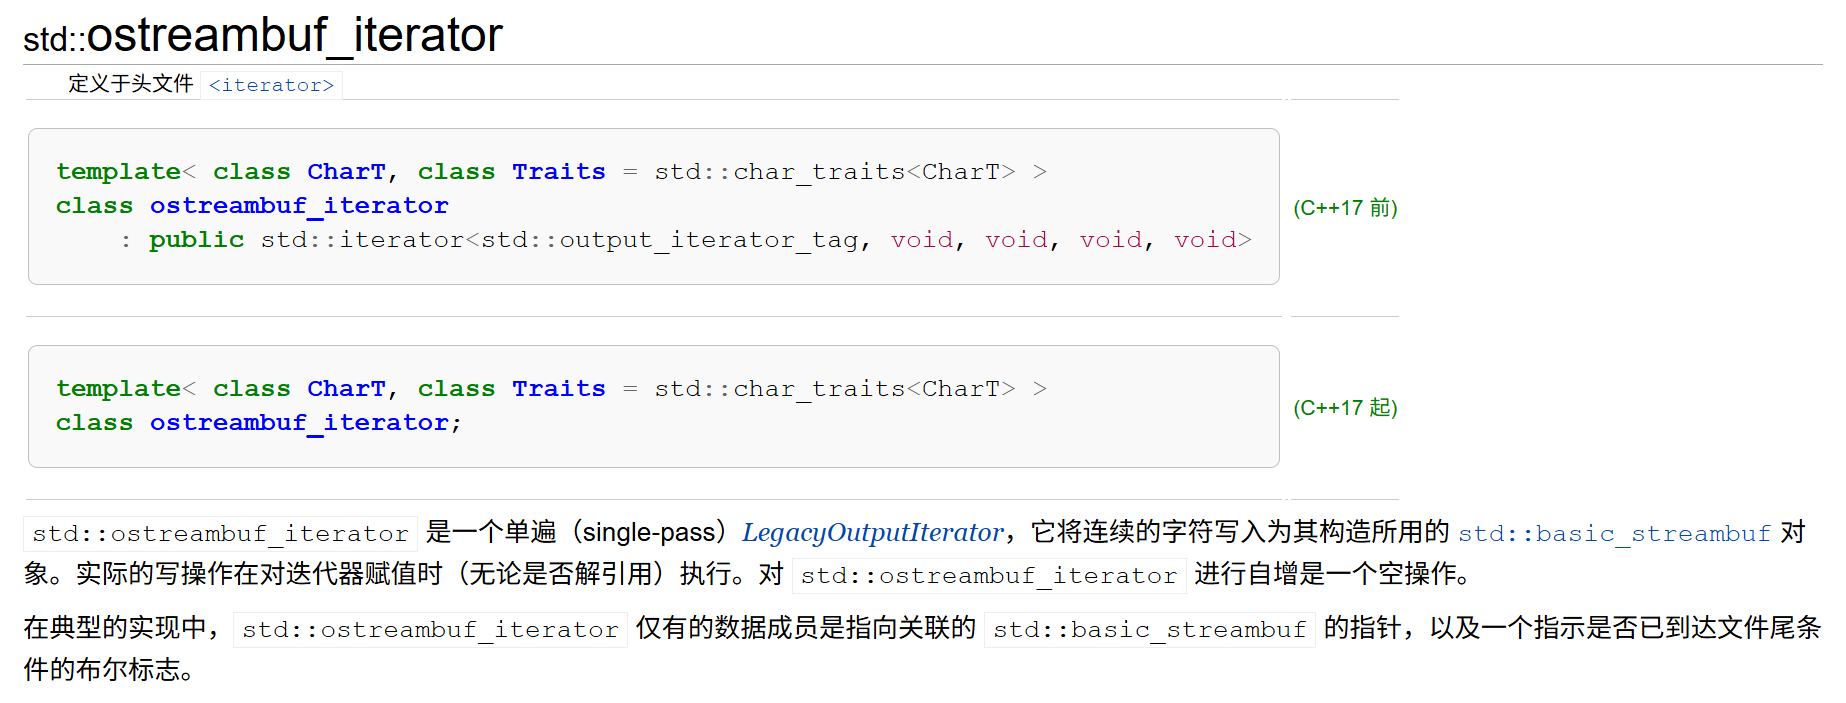 std::ostreambuf_iterator
定义于头文件 <iterator>
template< class CharT, class Traits = std::char_traits<CharT> >
class ostreambuf_iterator
    : public std::iterator<std::output_iterator_tag, void, void, void, void>
(C++17 前)
template< class CharT, class Traits = std::char_traits<CharT> >
class ostreambuf_iterator;
(C++17 起)
std::ostreambuf_iterator 是一个单遍（single-pass）LegacyOutputIterator，它将连续的字符写入为其构造所用的 std::basic_streambuf 对
象。实际的写操作在对迭代器赋值时（无论是否解引用）执行。对 std::ostreambuf_iterator 进行自增是一个空操作。
在典型的实现中，std::ostreambuf_iterator 仅有的数据成员是指向关联的 std::basic_streambuf 的指针，以及一个指示是否已到达文件尾条
件的布尔标志。